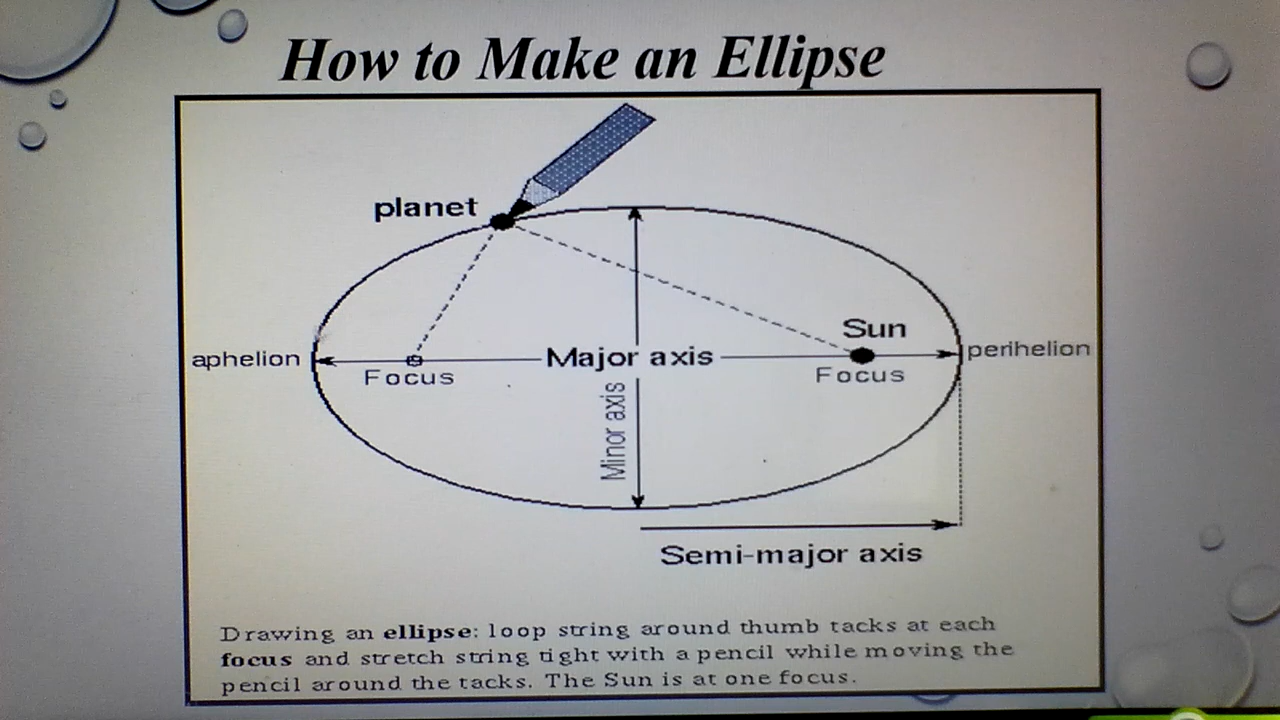 How to Make an Ellipse
planet
Sun
aphelion
Major axis
perihelion
Focus
Focus
Minor axis
Semi-major axis
Drawing an ellipse: loop string around thumb tacks at each
focus and stretch string tight with a pencil while moving the
pencil around the tacks. The Sun is at one focus.